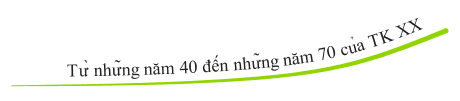 Từ những năm 40 đến những năm 70 của TK XX